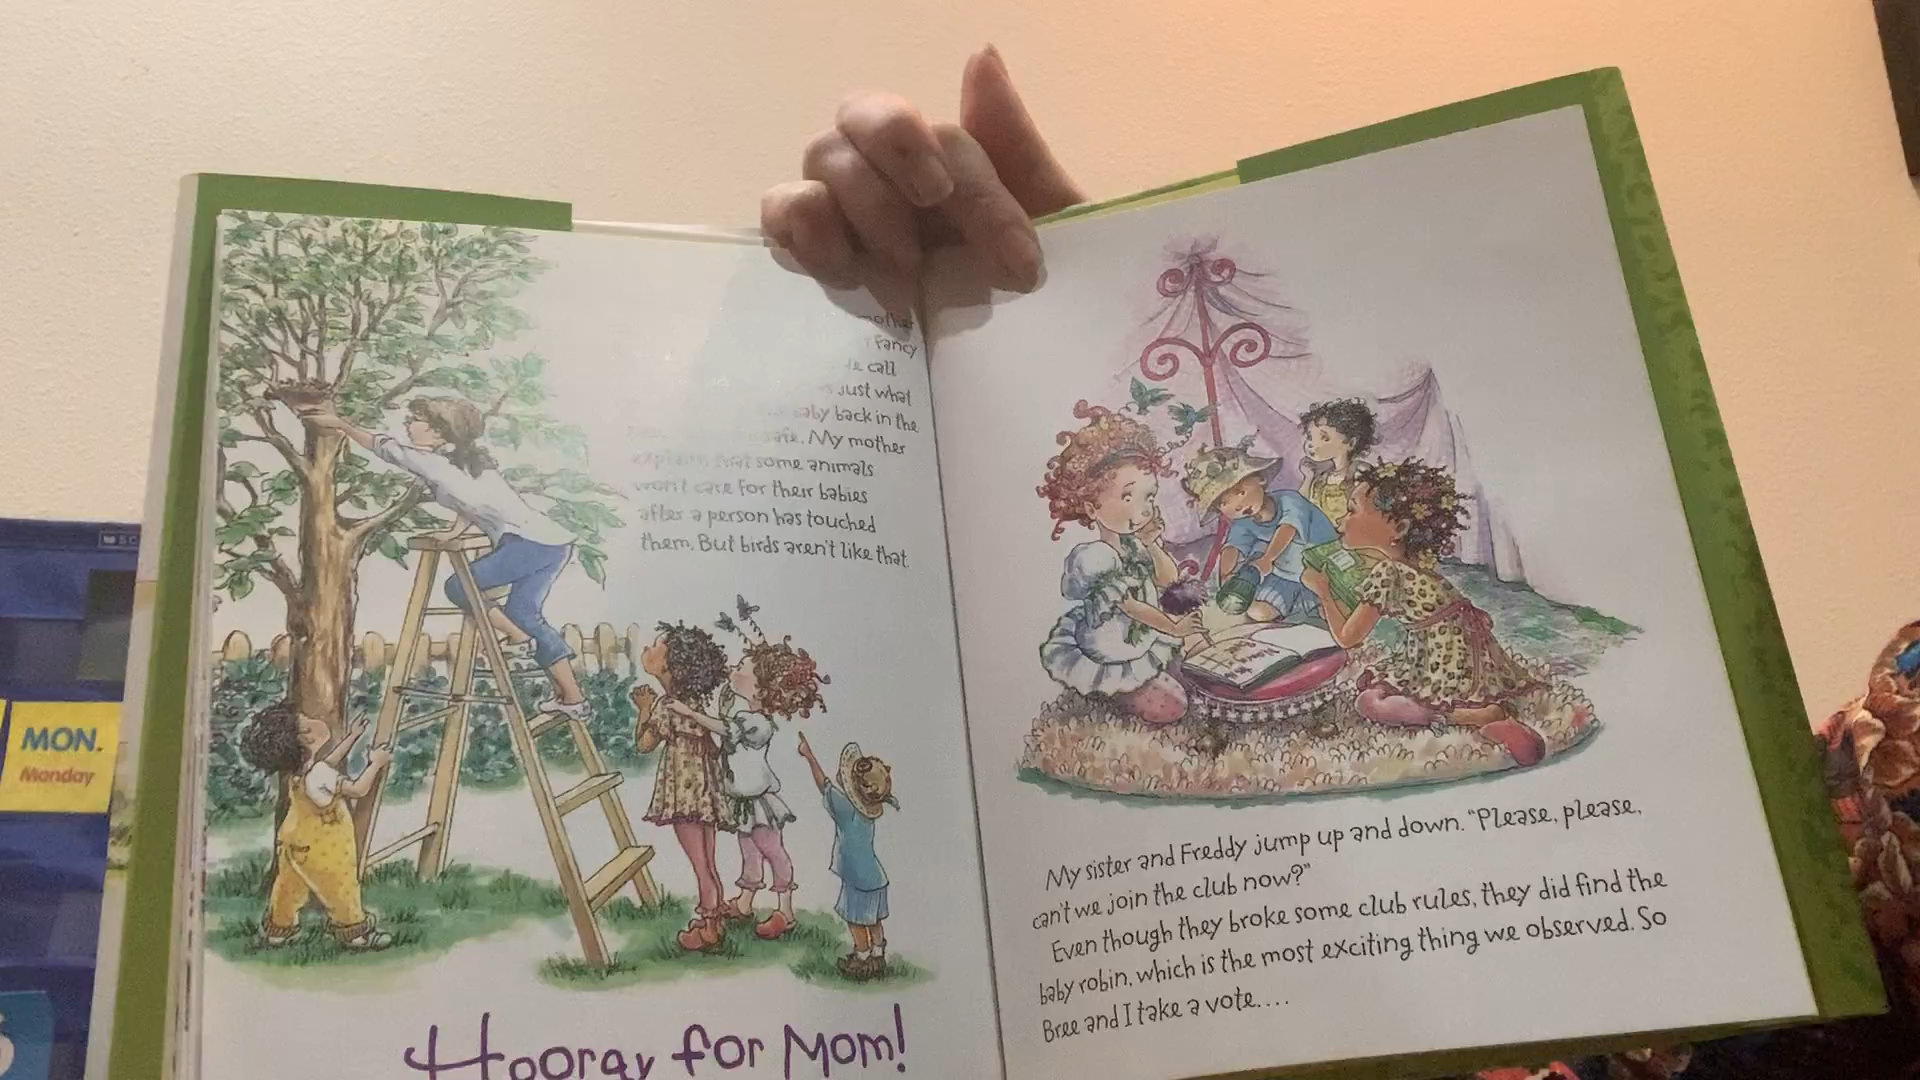 mother
Fancy
call
just what
baby back in the
safe. My mother
explains that some animals
won't care for their babies
after a person has touched
them. But birds aren't like that.
Hooray for Mom!
My sister and Freddy jump up and down. "Please, please,
can't we join the club now?"
Even though they broke some club rules, they did find the
baby robin, which is the most exciting thing we observed. So
Bree and I take a vote....
MON.
Monday